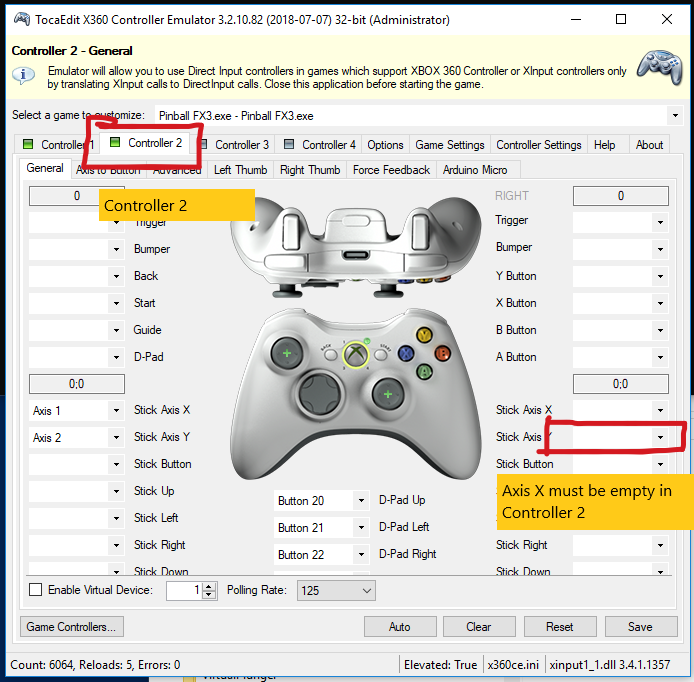 TocaEdit X360 Controller Emulator 3.2.10.82 (2018-07-07) 32-bit (Administrator)
Controller 2 - General
Emulator will allow you to use Direct Input controllers in games which support XBOX 360 Controller or XInput controllers only
by translating XInput calls to DirectInput calls. Close this application before starting the game.
Select a game to customize: Pinball FX3.exe - Pinball FX3.exe
Controller 1 Controller 2 Controller 3 Controller 4 Options Game Settings Controller Settings Help About
General Axis to Button Advanced Left Thumb Right Thumb Force Feedback Arduino Micro
0 RIGHT 0
Controller 2
Trigger Trigger
Bumper Bumper
Back Y Button
Start X Button
Guide B Button
D-Pad A Button
0;0 0;0
Axis 1 Stick Axis X Stick Axis X
Axis 2 Stick Axis Y Stick Axis Y
Stick Button Stick Button
Axis X must be empty in
Controller 2
Stick Up Button 20 D-Pad Up
Stick Left Button 21 D-Pad Left
Stick Right Button 22 D-Pad Right Stick Right
Stick Down Stick Down
Enable Virtual Device: 1 Polling Rate: 125
Game Controllers... Auto Clear Reset Save
Count: 6064, Reloads: 5, Errors: 0 Elevated: True x360ce.ini xinput1_1.dll 3.4.1.1357